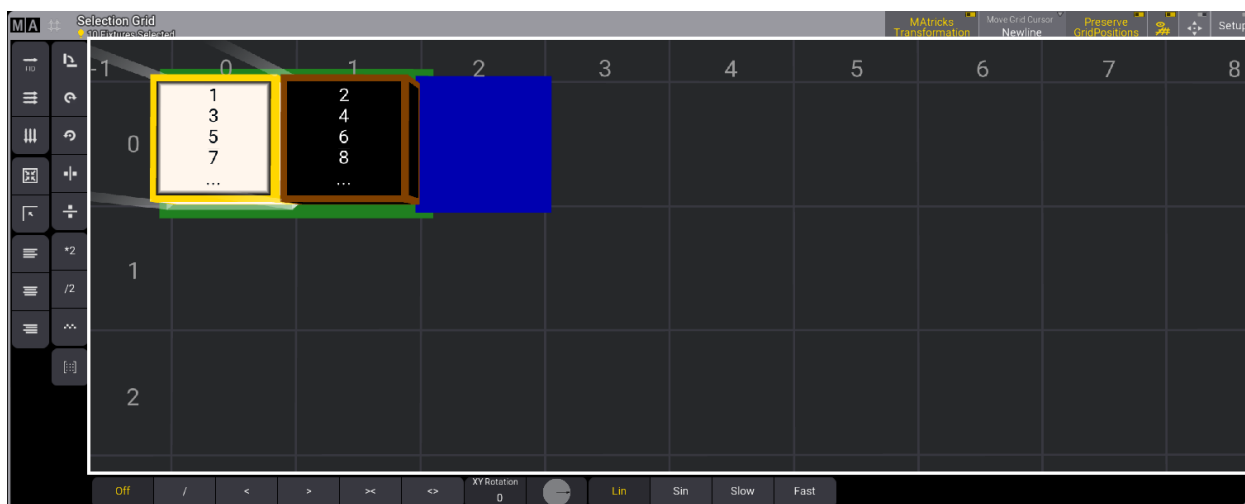 MA
Selection Grid
10 Fixtures Selected
MAtricks
Transformation
Move Grid Cursor
Newline
Preserve
GridPositions
Setup
-1 0 1 2 3 4 5 6 7 8
0
1
3
5
7
...
2
4
6
8
...
1
2
*2
/2
Off / < > >< <> XY Rotation
0
Lin Sin Slow Fast